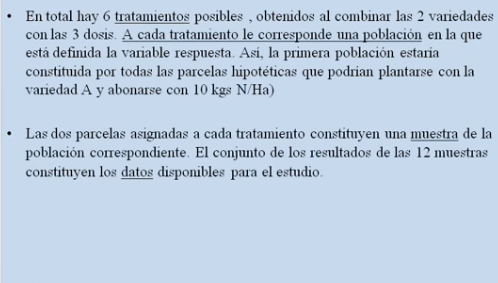 • En total hay 6 tratamientos posibles , obtenidos al combinar las 2 variedades
con las 3 dosis. A cada tratamiento le corresponde una población en la que
está definida la variable respuesta. Así, la primera población estaría
constituida por todas las parcelas hipotéticas que podrían plantarse con la
variedad A y abonarse con 10 kgs N/Ha)
• Las dos parcelas asignadas a cada tratamiento constituyen una muestra de la
población correspondiente. El conjunto de los resultados de las 12 muestras
constituyen los datos disponibles para el estudio.